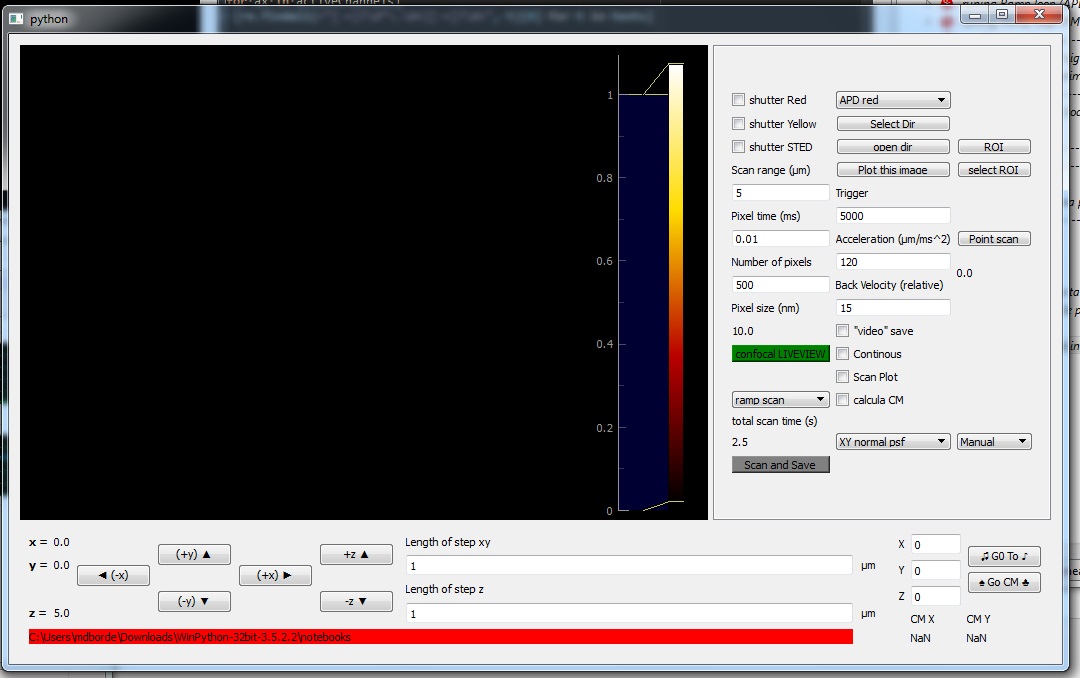 python
shutter Red
APD red
shutter Yellow
Select Dir
shutter STED
open dir
ROI
Scan range (µm)
Plot this image
select ROI
5
Trigger
Pixel time (ms)
5000
0.01
Acceleration (µm/ms^2)
Point scan
Number of pixels
120
0.0
500
Back Velocity (relative)
Pixel size (nm)
15
10.0
"video" save
confocal LIVEVIEW
Continous
Scan Plot
ramp scan
calcula CM
total scan time (s)
2.5
XY normal psf
Manual
Scan and Save
1
0.8
0.6
0.4
0.2
0
x = 0.0
y = 0.0
z = 5.0
(+y) ▲
◄ (-x)
(+x) ►
(-y) ▼
+z ▲
-z ▼
Length of step xy
1
µm
Length of step z
1
µm
X 0
Y 0
Z 0
♫ G0 To ♪
♠ Go CM ♣
CM X
CM Y
NaN
NaN
C:\Users\mdborde\Downloads\WinPython-32bit-3.5.2.2\notebooks